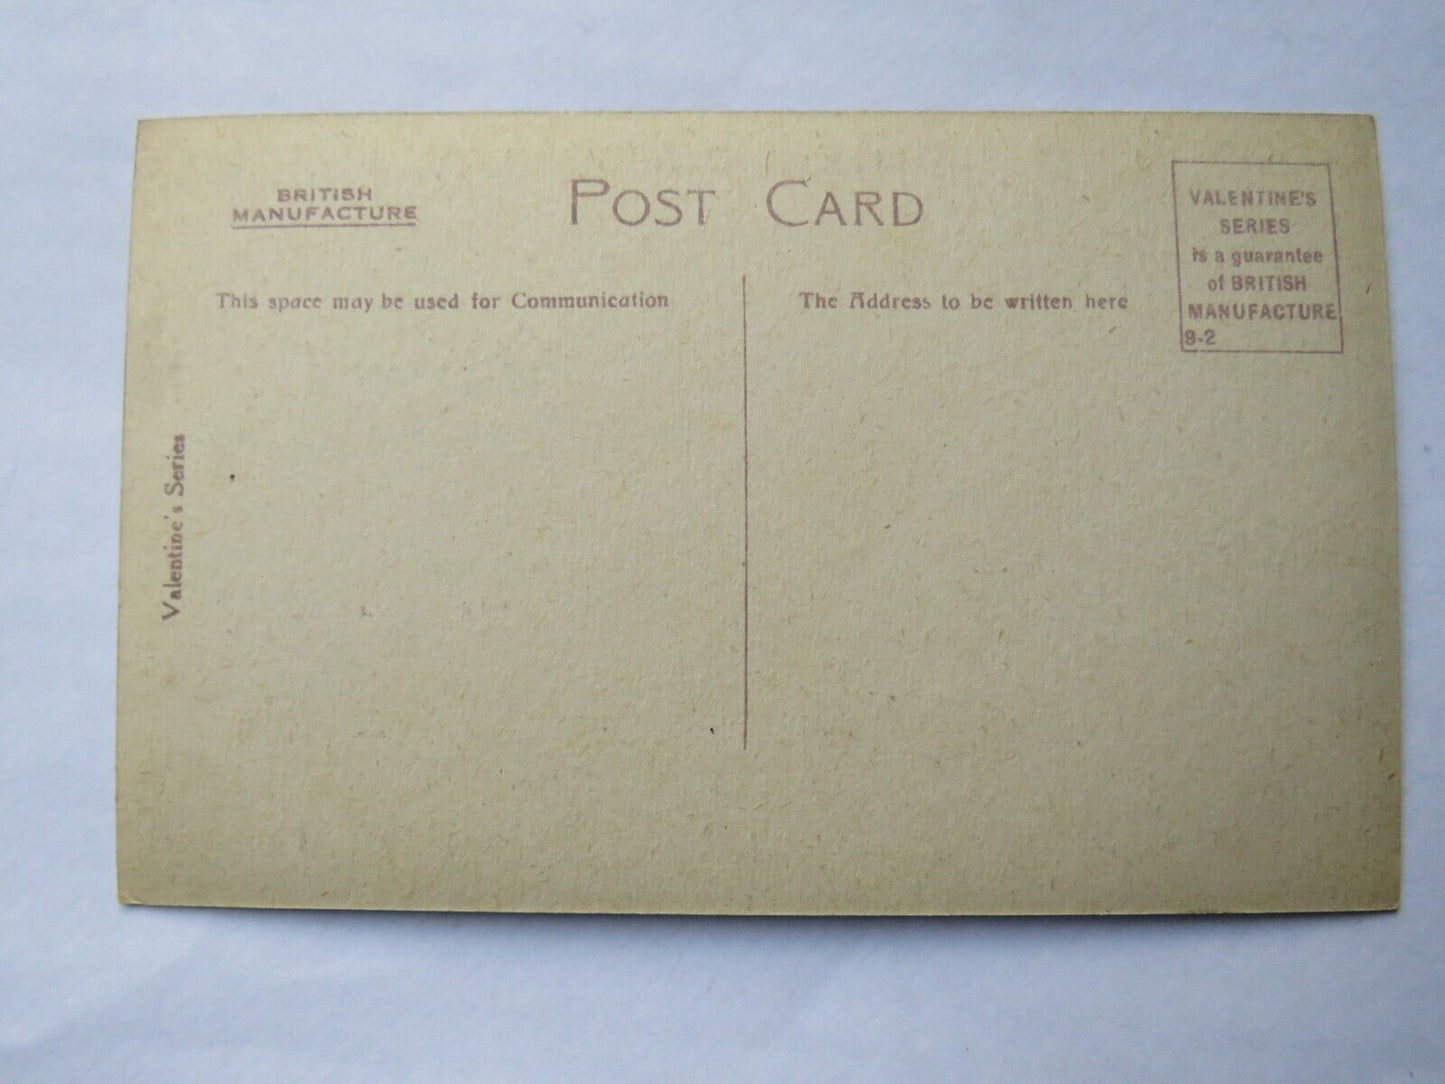 BRITISH
MANUFACTURE
POST CARD
VALENTINE'S
SERIES
is a guarantee
of BRITISH
MANUFACTURE
9-2
This space may be used for Communication
The Address to be written here
Valentine's Series